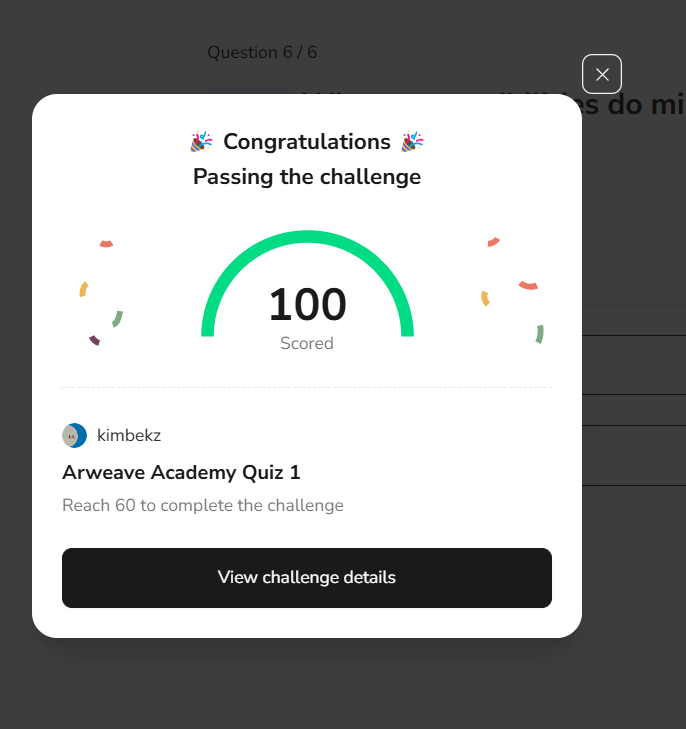 Question 6 / 6
es do mi
🎉 Congratulations 🎉
Passing the challenge
100
Scored
kimbekz
Arweave Academy Quiz 1
Reach 60 to complete the challenge
View challenge details